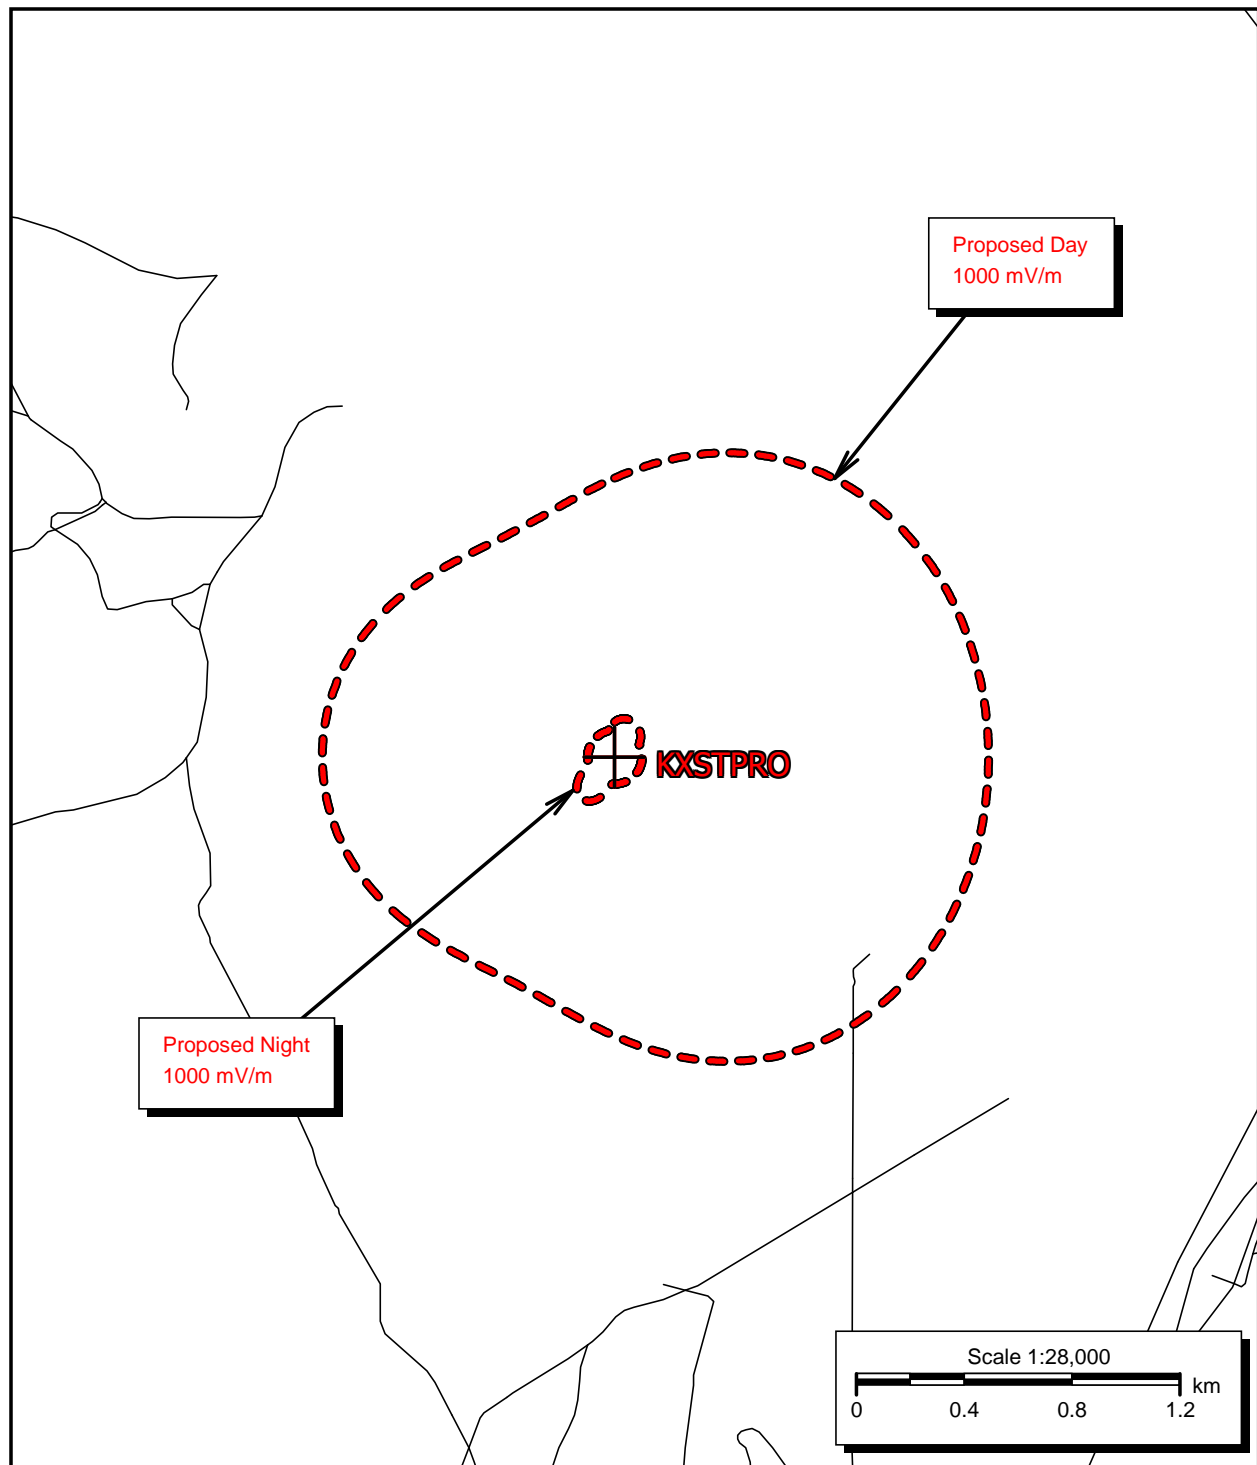 Proposed Day
1000 mV/m
KXSTPRO
Proposed Night
1000 mV/m
Scale 1:28,000
km
0 0.4 0.8 1.2